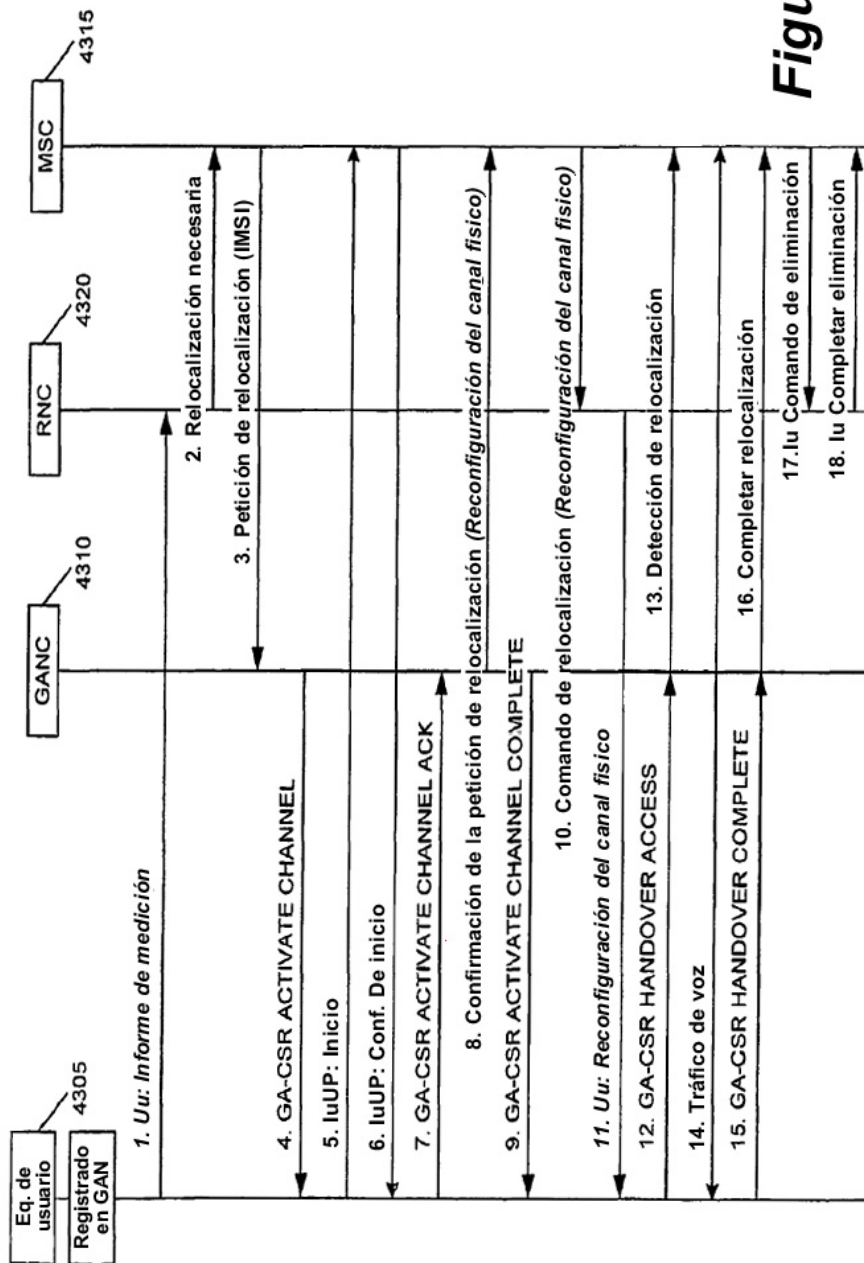 Eq. de
usuario
4305
Registrado
en GAN
GANC
4310
RNC
4320
MSC
4315
1. Uu: Informe de medición
2. Relocalización necesaria
3. Petición de relocalización (IMSI)
4. GA-CSR ACTIVATE CHANNEL
5. IuUP: Inicio
6. IuUP: Conf. De inicio
7. GA-CSR ACTIVATE CHANNEL ACK
8. Confirmación de la petición de relocalización (Reconfiguración del canal fisico)
9. GA-CSR ACTIVATE CHANNEL COMPLETE
10. Comando de relocalización (Reconfiguración del canal fisico)
11. Uu: Reconfiguración del canal fisico
12. GA-CSR HANDOVER ACCESS
13. Detección de relocalización
14. Tráfico de voz
15. GA-CSR HANDOVER COMPLETE
16. Completar relocalización
17.Iu Comando de eliminación
18. Iu Completar eliminación